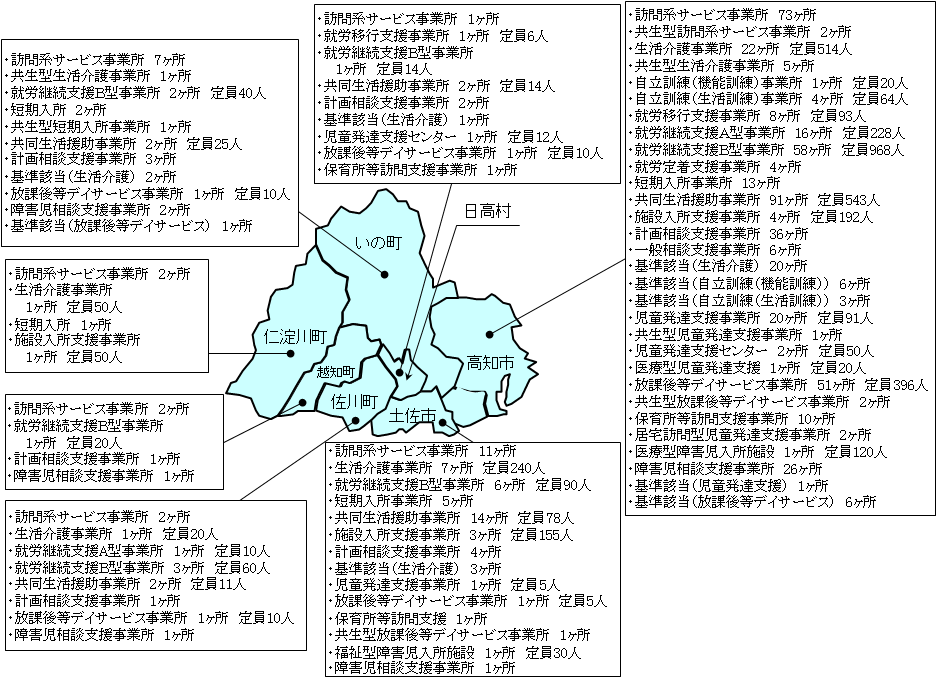 ・訪問系サービス事業所 7ヶ所
・共生型生活介護事業所 1ヶ所
・就労継続支援B型事業所 2ヶ所 定員40人
・短期入所 2ヶ所
・共生型短期入所事業所 1ヶ所
・共同生活援助事業所 2ヶ所 定員25人
・計画相談支援事業所 3ヶ所
・基準該当(生活介護) 2ヶ所
・放課後等デイサービス事業所 1ヶ所 定員10人
・障害児相談支援事業所 2ヶ所
・基準該当(放課後等デイサービス) 1ヶ所
・訪問系サービス事業所 1ヶ所
・就労移行支援事業所 1ヶ所 定員6人
・就労継続支援B型事業所
1ヶ所 定員14人
・共同生活援助事業所 2ヶ所 定員14人
・計画相談支援事業所 2ヶ所
・基準該当(生活介護) 1ヶ所
・児童発達支援センター 1ヶ所 定員12人
・放課後等デイサービス事業所 1ヶ所 定員10人
・保育所等訪問支援事業所 1ヶ所
・訪問系サービス事業所 73ヶ所
・共生型訪問系サービス事業所 2ヶ所
・生活介護事業所 22ヶ所 定員514人
・共生型生活介護事業所 5ヶ所
・自立訓練(機能訓練)事業所 1ヶ所 定員20人
・自立訓練(生活訓練)事業所 4ヶ所 定員64人
・就労移行支援事業所 8ヶ所 定員93人
・就労継続支援A型事業所 16ヶ所 定員228人
・就労継続支援B型事業所 58ヶ所 定員968人
・就労定着支援事業所 4ヶ所
・短期入所事業所 13ヶ所
・共同生活援助事業所 91ヶ所 定員543人
・施設入所支援事業所 4ヶ所 定員192人
・計画相談支援事業所 36ヶ所
・一般相談支援事業所 6ヶ所
・基準該当(生活介護) 20ヶ所
・基準該当(自立訓練(機能訓練)) 6ヶ所
・基準該当(自立訓練(生活訓練)) 3ヶ所
・児童発達支援事業所 20ヶ所 定員91人
・共生型児童発達支援事業所 1ヶ所
・児童発達支援センター 2ヶ所 定員50人
・医療型児童発達支援 1ヶ所 定員20人
・放課後等デイサービス事業所 51ヶ所 定員396人
・共生型放課後等デイサービス事業所 2ヶ所
・保育所等訪問支援事業所 10ヶ所
・居宅訪問型児童発達支援事業所 2ヶ所
・医療型障害児入所施設 1ヶ所 定員120人
・障害児相談支援事業所 26ヶ所
・基準該当(児童発達支援) 1ヶ所
・基準該当(放課後等デイサービス) 6ヶ所
日高村
いの町
仁淀川町
越知町
佐川町
土佐市
高知市
・訪問系サービス事業所 2ヶ所
・生活介護事業所
1ヶ所 定員50人
・短期入所 1ヶ所
・施設入所支援事業所
1ヶ所 定員50人
・訪問系サービス事業所 2ヶ所
・就労継続支援B型事業所
1ヶ所 定員20人
・計画相談支援事業所 1ヶ所
・障害児相談支援事業所 1ヶ所
・訪問系サービス事業所 2ヶ所
・生活介護事業所 1ヶ所 定員20人
・就労継続支援A型事業所 1ヶ所 定員10人
・就労継続支援B型事業所 3ヶ所 定員60人
・共同生活援助事業所 2ヶ所 定員11人
・計画相談支援事業所 1ヶ所
・放課後等デイサービス事業所 1ヶ所 定員10人
・障害児相談支援事業所 1ヶ所
・訪問系サービス事業所 11ヶ所
・生活介護事業所 7ヶ所 定員240人
・就労継続支援B型事業所 6ヶ所 定員90人
・短期入所事業所 5ヶ所
・共同生活援助事業所 14ヶ所 定員78人
・施設入所支援事業所 3ヶ所 定員155人
・計画相談支援事業所 4ヶ所
・基準該当(生活介護) 3ヶ所
・児童発達支援事業所 1ヶ所 定員5人
・放課後等デイサービス事業所 1ヶ所 定員5人
・保育所等訪問支援 1ヶ所
・共生型放課後等デイサービス事業所 1ヶ所
・福祉型障害児入所施設 1ヶ所 定員30人
・障害児相談支援事業所 1ヶ所